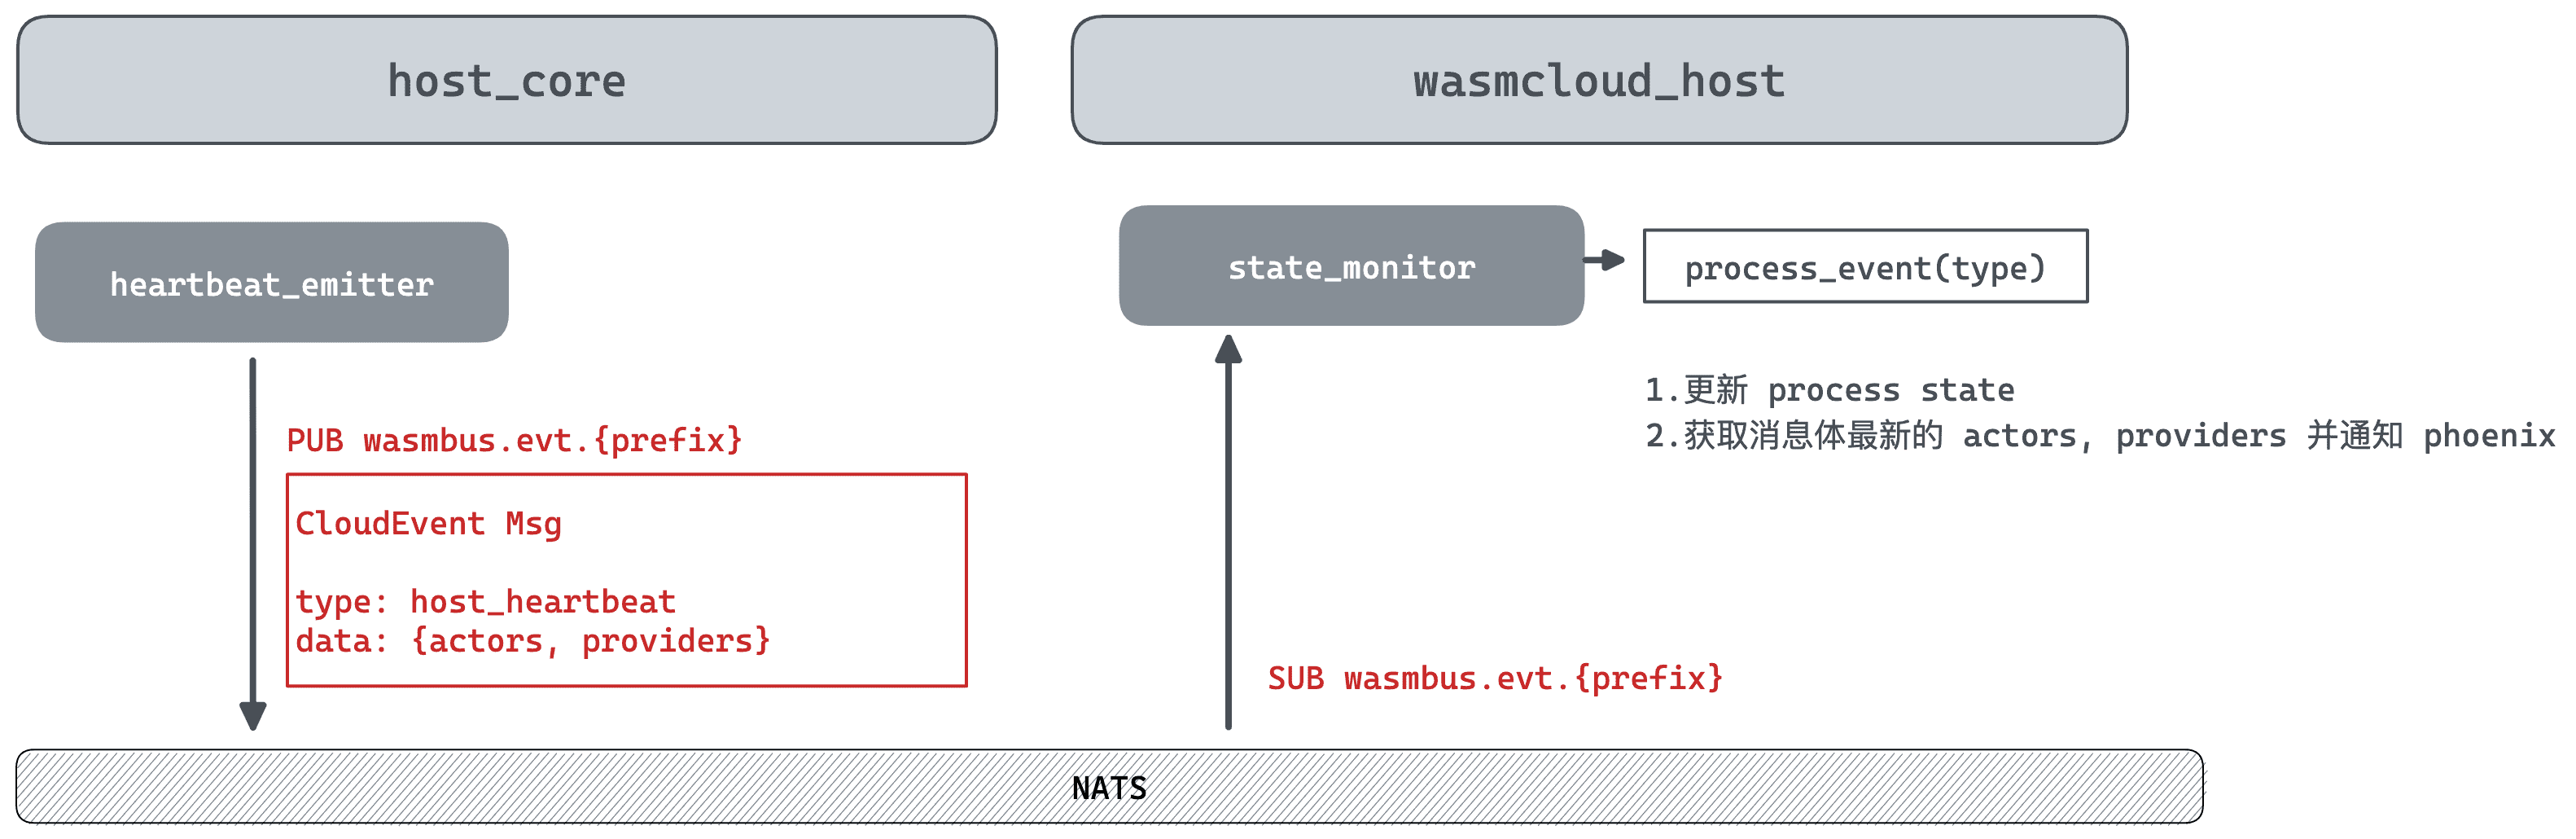 host_core
wasmcloud_host
heartbeat_emitter
state_monitor
process_event(type)
1.更新 process state
2.获取消息体最新的 actors, providers 并通知 phoenix
PUB wasmbus.evt.{prefix}
CloudEvent Msg
type: host_heartbeat
data: {actors, providers}
SUB wasmbus.evt.{prefix}
NATS